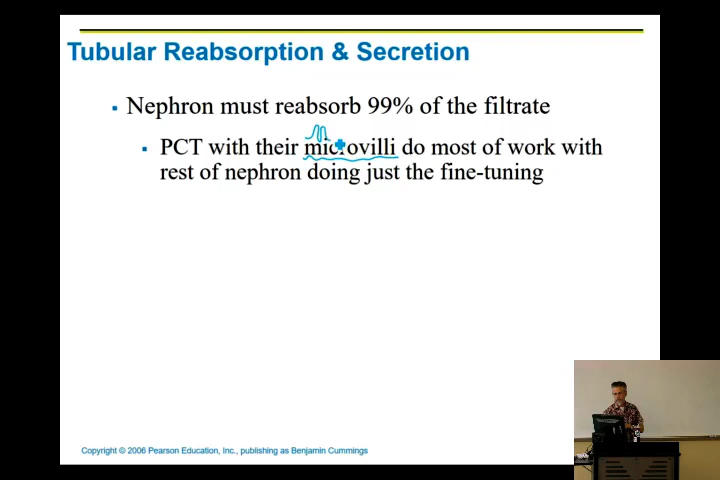 Tubular Reabsorption & Secretion
▪ Nephron must reabsorb 99% of the filtrate
▪ PCT with their microvilli do most of work with
rest of nephron doing just the fine-tuning
Copyright © 2006 Pearson Education, Inc., publishing as Benjamin Cummings